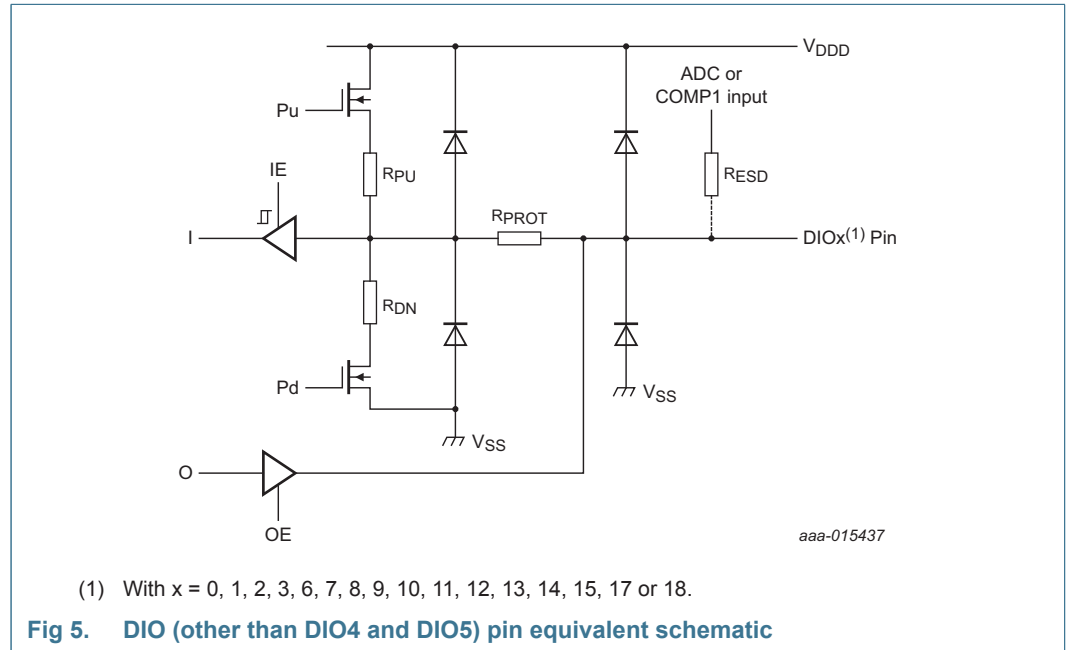 VDDD
ADC or
COMP1 input
Pu
IE
RPU
RESD
RPROT
I
DIOx(1) Pin
RDN
Pd
VSS
VSS
O
OE
aaa-015437
(1) With x = 0, 1, 2, 3, 6, 7, 8, 9, 10, 11, 12, 13, 14, 15, 17 or 18.
Fig 5. DIO (other than DIO4 and DIO5) pin equivalent schematic